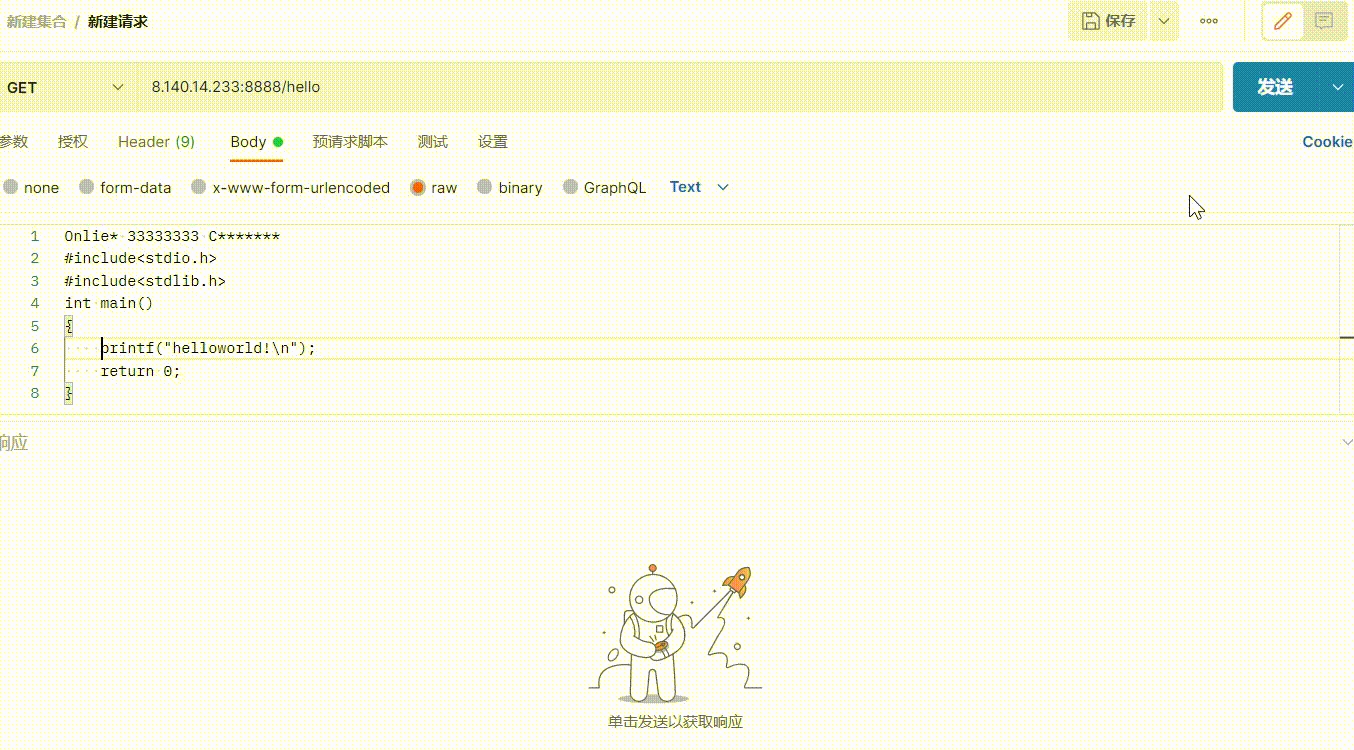 新建集合 / 新建请求
保存
GET 8.140.14.233:8888/hello 发送
参数 授权 Header (9) Body 预请求脚本 测试 设置 Cookie
none form-data x-www-form-urlencoded raw binary GraphQL Text
1 Onlie* 33333333 C*******
2 #include<stdio.h>
3 #include<stdlib.h>
4 int main()
5 {
6 printf("helloworld!\n");
7 return 0;
8 }
响应
单击发送以获取响应